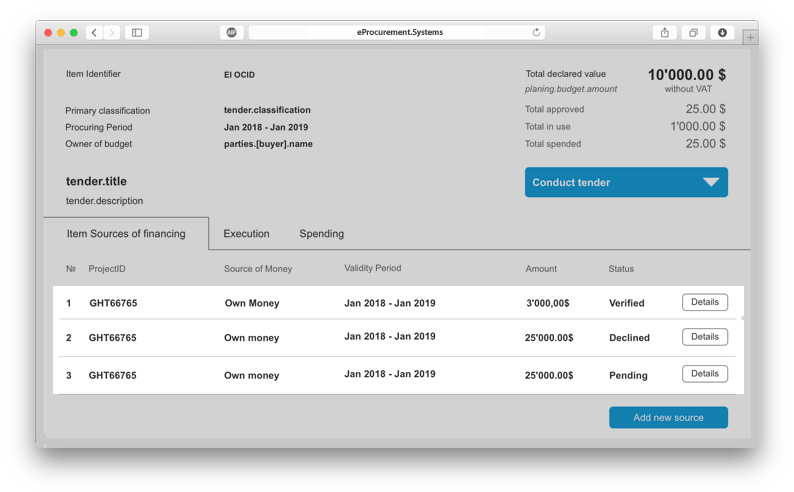 ABP
eProcurement.Systems
Item Identifier EI OCID Total declared value 10'000.00 $
planing.budget.amount without VAT
Primary classification tender.classification Total approved 25.00 $
Procuring Period Jan 2018 - Jan 2019 Total in use 1'000.00 $
Owner of budget parties.[buyer].name Total spended 25.00 $
tender.title Conduct tender
tender.description
Item Sources of financing Execution Spending
№ ProjectID Source of Money Validity Period Amount Status
1 GHT66765 Own Money Jan 2018 - Jan 2019 3'000,00$ Verified Details
2 GHT66765 Own money Jan 2018 - Jan 2019 25'000.00$ Declined Details
3 GHT66765 Own money Jan 2018 - Jan 2019 25'000.00$ Pending Details
Add new source